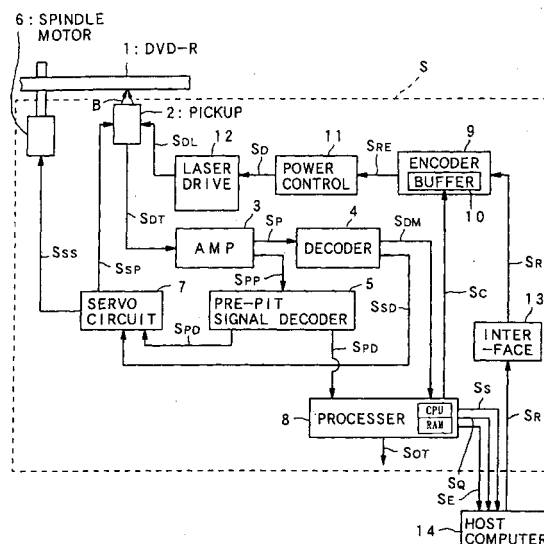 6 : SPINDLE
MOTOR
1 : DVD-R
S
B
2 : PICKUP
12
11
9
SDL
LASER
DRIVE
SD
POWER
CONTROL
SRE
ENCODER
BUFFER
10
SDT
3
4
AMP
SP
DECODER
SDM
SPP
SSS
SSP
5
SSD
SC
SR
7
SERVO
CIRCUIT
PRE-PIT
SIGNAL DECODER
SPD
SPD
13
INTER
-FACE
8
PROCESSER
CPU
RAM
SS
SR
SOT
SQ
SE
14
HOST
COMPUTER